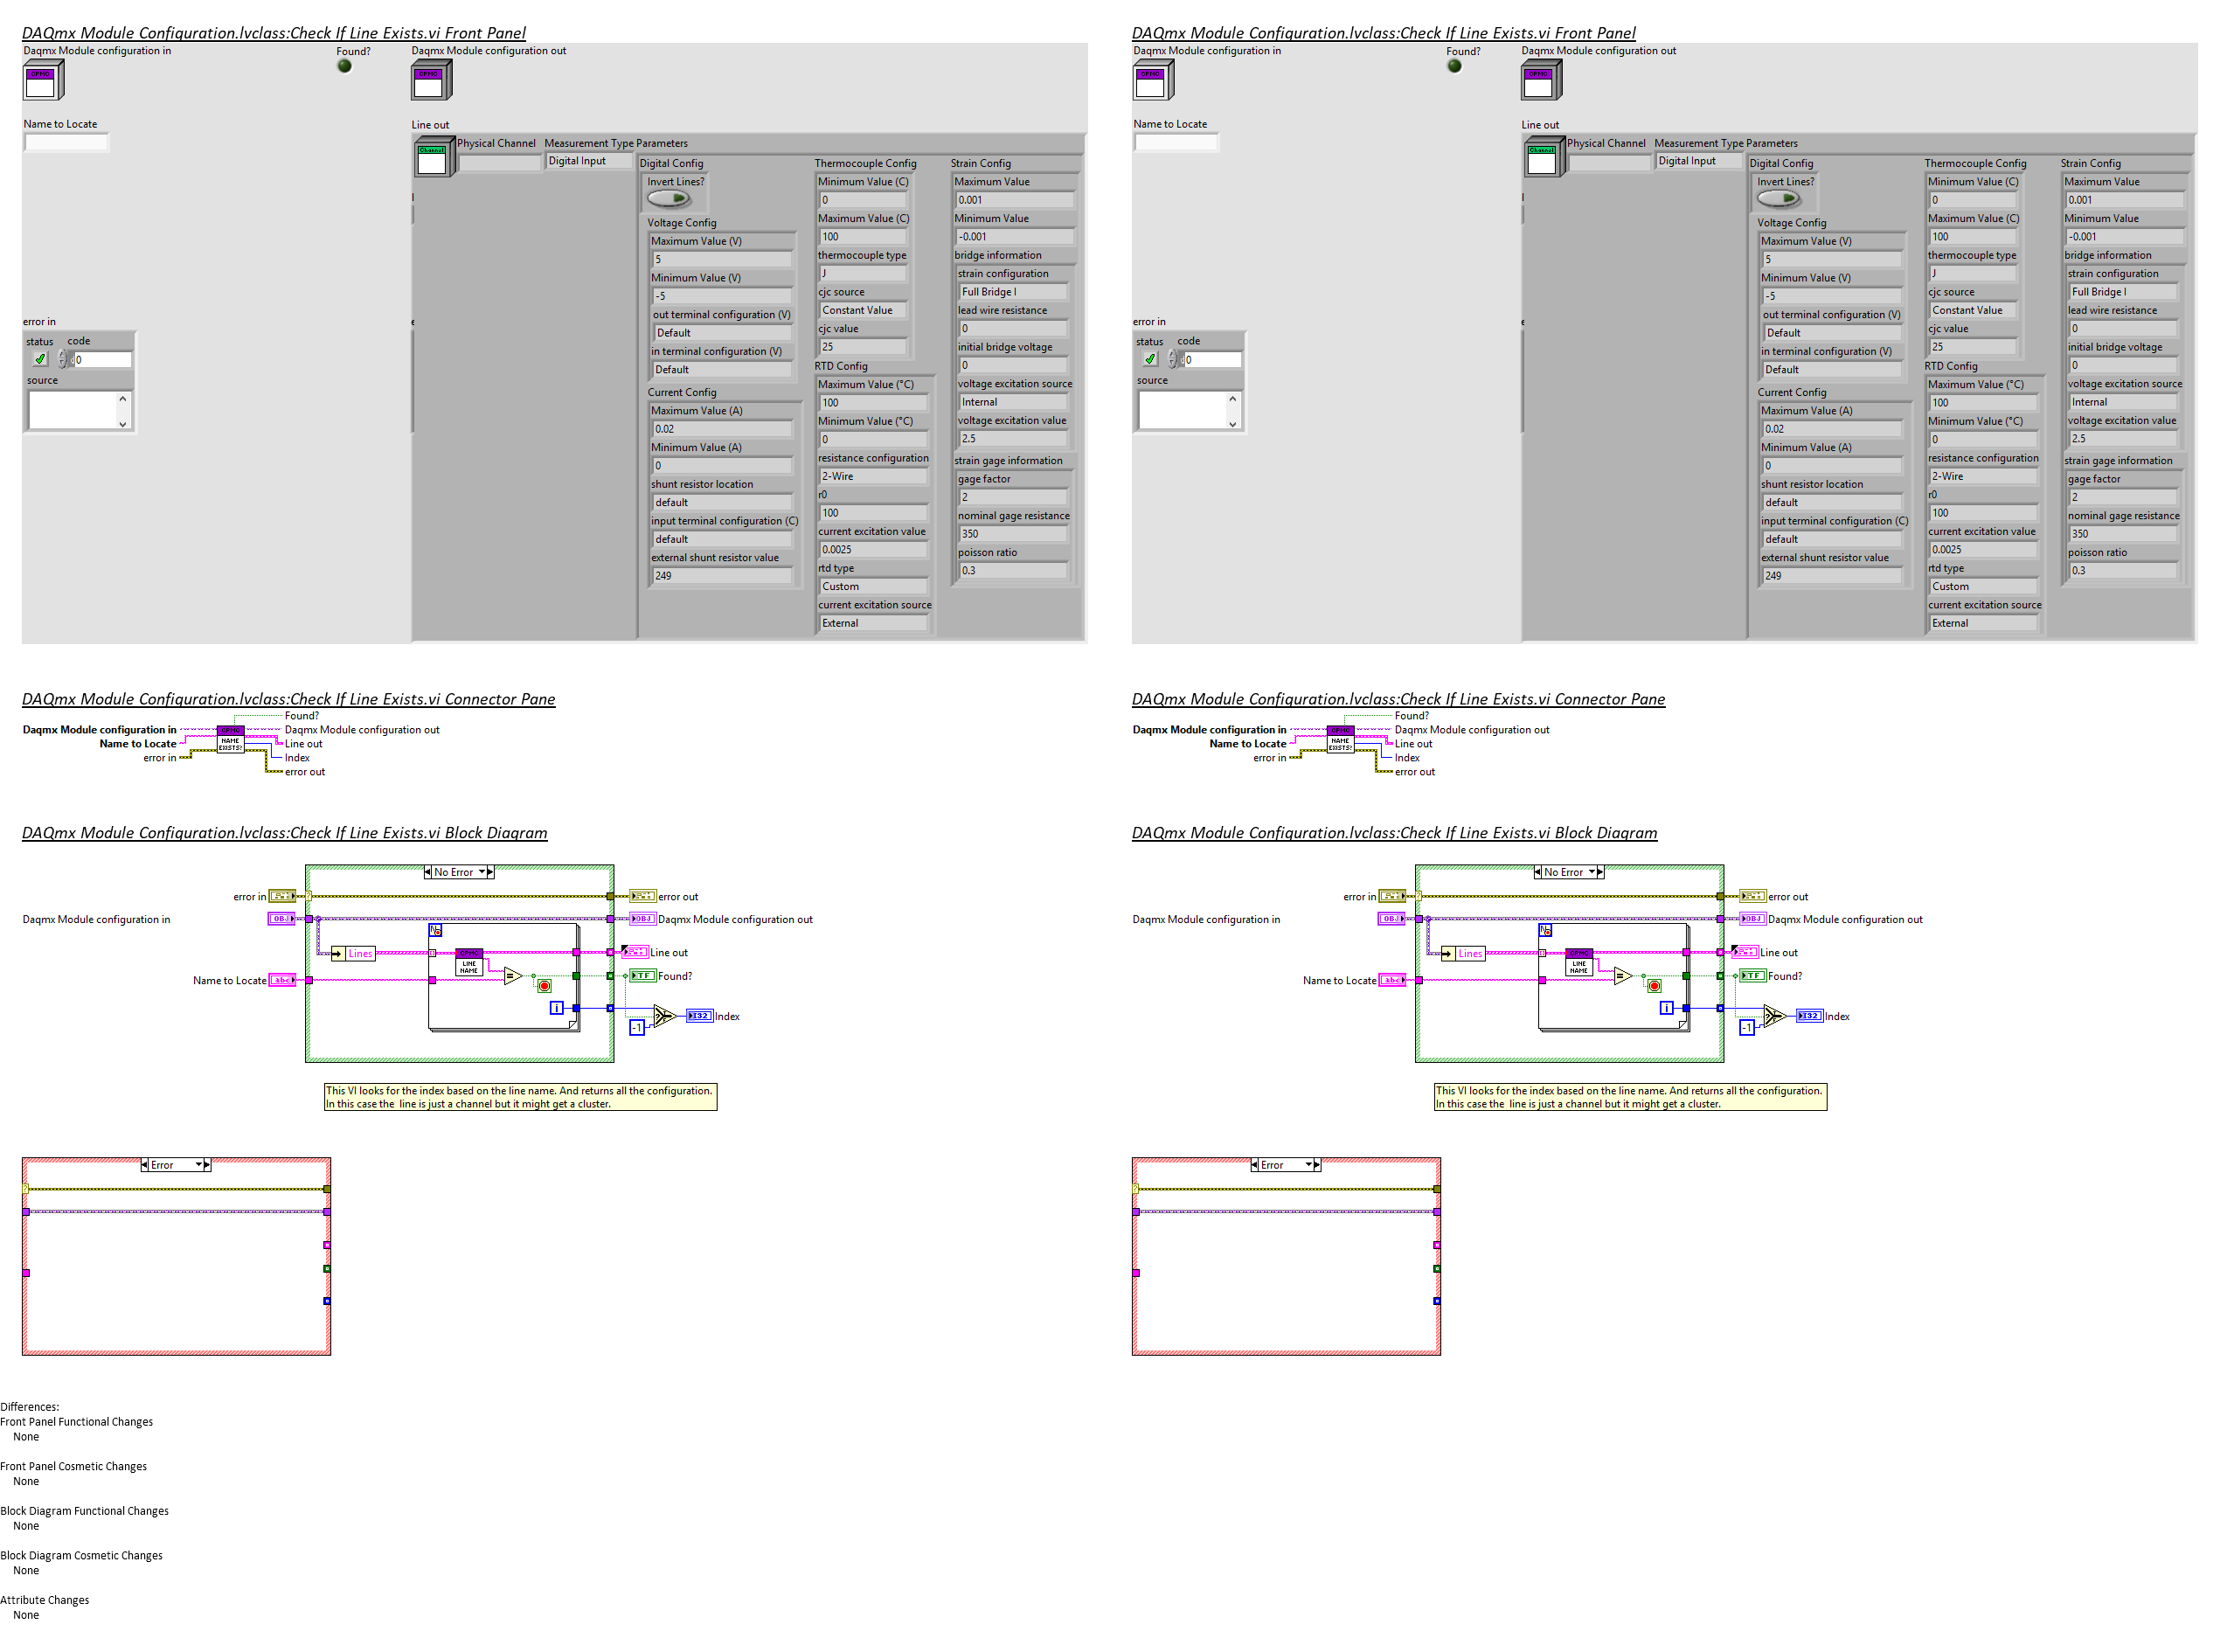 DAQmx Module Configuration.lvclass:Check If Line Exists.vi Front Panel
Daqmx Module configuration in
Found?
Daqmx Module configuration out
OPMO
OPMO
Name to Locate
Line out
Channel
Physical Channel
Measurement Type
Digital Input
Parameters
Digital Config
Invert Lines?
Voltage Config
Maximum Value (V)
5
Minimum Value (V)
-5
out terminal configuration (V)
Default
in terminal configuration (V)
Default
Current Config
Maximum Value (A)
0.02
Minimum Value (A)
0
shunt resistor location
default
input terminal configuration (C)
default
external shunt resistor value
249
Thermocouple Config
Minimum Value (C)
0
Maximum Value (C)
100
thermocouple type
J
cjc source
Constant Value
cjc value
25
RTD Config
Maximum Value (°C)
100
Minimum Value (°C)
0
resistance configuration
2-Wire
r0
100
current excitation value
0.0025
rtd type
Custom
current excitation source
External
Strain Config
Maximum Value
0.001
Minimum Value
-0.001
bridge information
strain configuration
Full Bridge I
lead wire resistance
0
initial bridge voltage
0
voltage excitation source
Internal
voltage excitation value
2.5
strain gage information
gage factor
2
nominal gage resistance
350
poisson ratio
0.3
error in
status
code
0
source
DAQmx Module Configuration.lvclass:Check If Line Exists.vi Connector Pane
Found?
Daqmx Module configuration in
OPMO
Daqmx Module configuration out
Name to Locate
NAME
EXISTS?
Line out
error in
Index
error out
DAQmx Module Configuration.lvclass:Check If Line Exists.vi Block Diagram
No Error
error in
error out
Daqmx Module configuration in
OBJ
OBJ
Daqmx Module configuration out
N
Lines
OPMO
LINE
NAME
Line out
Name to Locate
abc
=
TF
Found?
i
-1
?
I32
Index
This VI looks for the index based on the line name. And returns all the configuration.
In this case the  line is just a channel but it might get a cluster.
Error
DAQmx Module Configuration.lvclass:Check If Line Exists.vi Front Panel
Daqmx Module configuration in
Found?
Daqmx Module configuration out
OPMO
OPMO
Name to Locate
Line out
Channel
Physical Channel
Measurement Type
Digital Input
Parameters
Digital Config
Invert Lines?
Voltage Config
Maximum Value (V)
5
Minimum Value (V)
-5
out terminal configuration (V)
Default
in terminal configuration (V)
Default
Current Config
Maximum Value (A)
0.02
Minimum Value (A)
0
shunt resistor location
default
input terminal configuration (C)
default
external shunt resistor value
249
Thermocouple Config
Minimum Value (C)
0
Maximum Value (C)
100
thermocouple type
J
cjc source
Constant Value
cjc value
25
RTD Config
Maximum Value (°C)
100
Minimum Value (°C)
0
resistance configuration
2-Wire
r0
100
current excitation value
0.0025
rtd type
Custom
current excitation source
External
Strain Config
Maximum Value
0.001
Minimum Value
-0.001
bridge information
strain configuration
Full Bridge I
lead wire resistance
0
initial bridge voltage
0
voltage excitation source
Internal
voltage excitation value
2.5
strain gage information
gage factor
2
nominal gage resistance
350
poisson ratio
0.3
error in
status
code
0
source
DAQmx Module Configuration.lvclass:Check If Line Exists.vi Connector Pane
Found?
Daqmx Module configuration in
OPMO
Daqmx Module configuration out
Name to Locate
NAME
EXISTS?
Line out
error in
Index
error out
DAQmx Module Configuration.lvclass:Check If Line Exists.vi Block Diagram
No Error
error in
error out
Daqmx Module configuration in
OBJ
OBJ
Daqmx Module configuration out
N
Lines
OPMO
LINE
NAME
Line out
Name to Locate
abc
=
TF
Found?
i
-1
?
I32
Index
This VI looks for the index based on the line name. And returns all the configuration.
In this case the  line is just a channel but it might get a cluster.
Error
Differences:
Front Panel Functional Changes
None
Front Panel Cosmetic Changes
None
Block Diagram Functional Changes
None
Block Diagram Cosmetic Changes
None
Attribute Changes
None